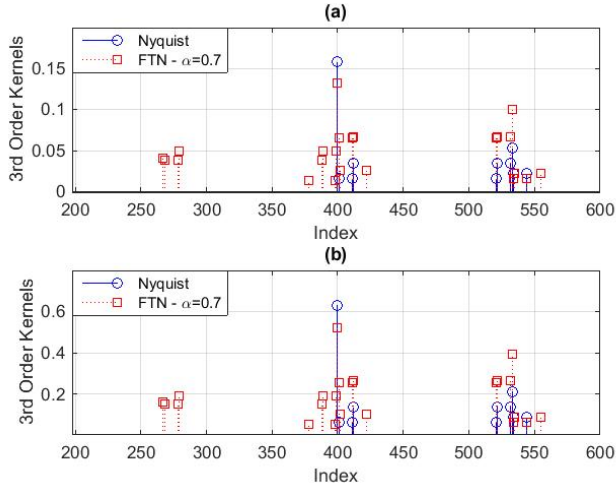 (a)
3rd Order Kernels
0.15
0.1
0.05
0
Nyquist
FTN - α=0.7
200 250 300 350 400 450 500 550 600
Index
(b)
3rd Order Kernels
0.6
0.4
0.2
Nyquist
FTN - α=0.7
200 250 300 350 400 450 500 550 600
Index